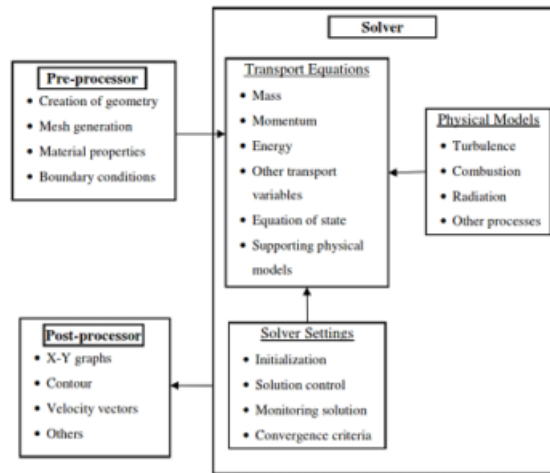 Solver
Pre-processor
• Creation of geometry
• Mesh generation
• Material properties
• Boundary conditions
Transport Equations
• Mass
• Momentum
• Energy
• Other transport
variables
• Equation of state
• Supporting physical
models
Physical Models
• Turbulence
• Combustion
• Radiation
• Other processes
Post-processor
• X-Y graphs
• Contour
• Velocity vectors
• Others
Solver Settings
• Initialization
• Solution control
• Monitoring solution
• Convergence criteria